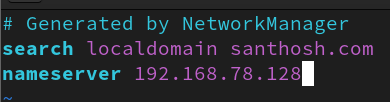 # Generated by NetworkManager
search localdomain santhosh.com
nameserver 192.168.78.128
~